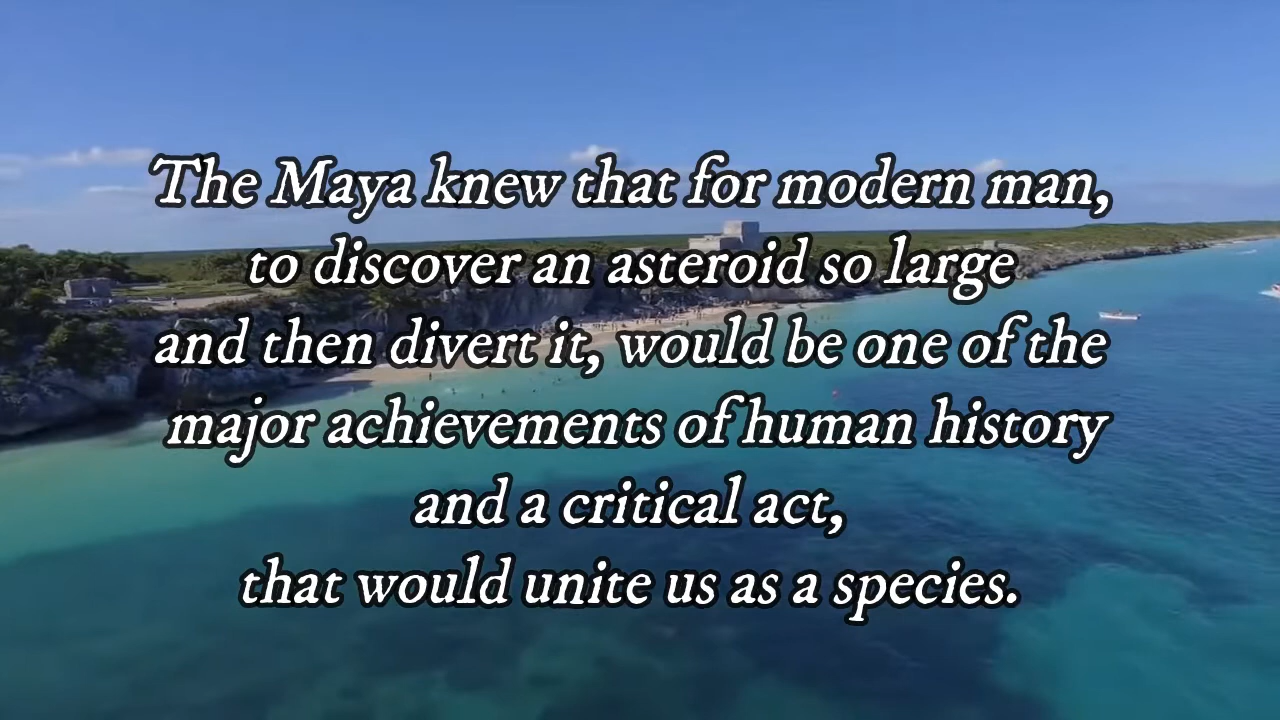 The Maya knew that for modern man,
to discover an asteroid so large
and then divert it, would be one of the
major achievements of human history
and a critical act,
that would unite us as a species.